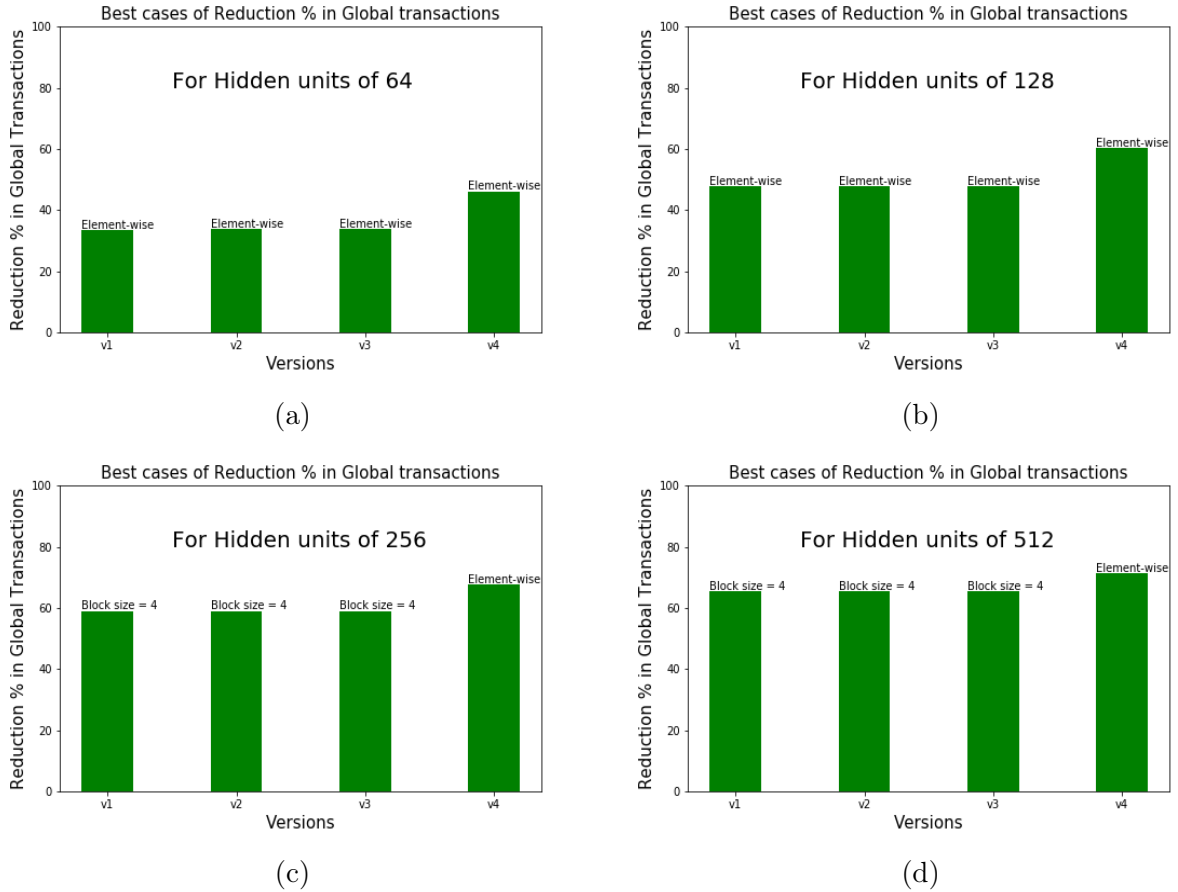 Best cases of Reduction % in Global transactions
Reduction % in Global Transactions
100
80
60
40
20
0
For Hidden units of 64
Element-wise
Element-wise
Element-wise
Element-wise
v1
v2
v3
v4
Versions
(a)
Best cases of Reduction % in Global transactions
Reduction % in Global Transactions
100
80
60
40
20
0
For Hidden units of 128
Element-wise
Element-wise
Element-wise
Element-wise
v1
v2
v3
v4
Versions
(b)
Best cases of Reduction % in Global transactions
Reduction % in Global Transactions
100
80
60
40
20
0
For Hidden units of 256
Block size = 4
Block size = 4
Block size = 4
Element-wise
v1
v2
v3
v4
Versions
(c)
Best cases of Reduction % in Global transactions
Reduction % in Global Transactions
100
80
60
40
20
0
For Hidden units of 512
Block size = 4
Block size = 4
Block size = 4
Element-wise
v1
v2
v3
v4
Versions
(d)